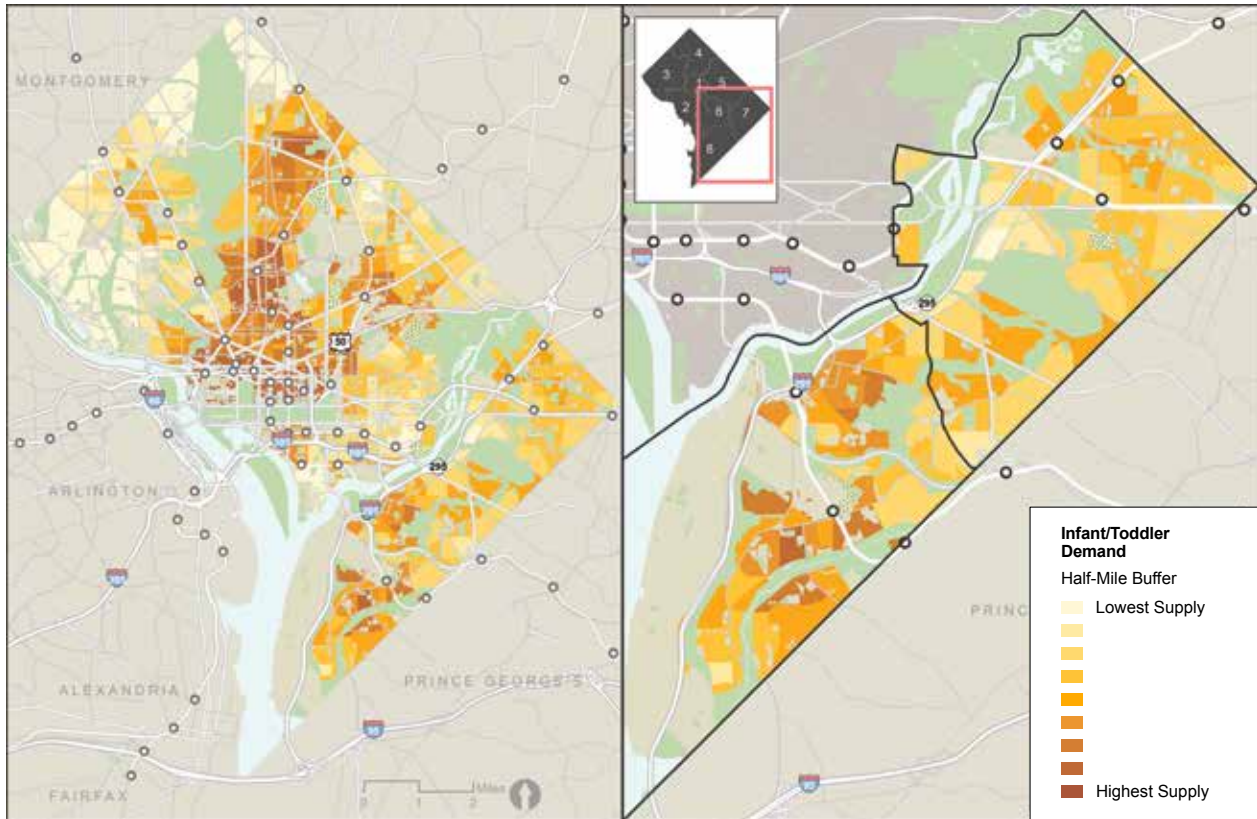 MONTGOMERY
50
295
ARLINGTON
ALEXANDRIA
PRINCE GEORGE'S
95
FAIRFAX
0 1 2 Miles
4
3
1 5
2 6 7
8
295
PRINC
Infant/Toddler
Demand
Half-Mile Buffer
Lowest Supply
Highest Supply